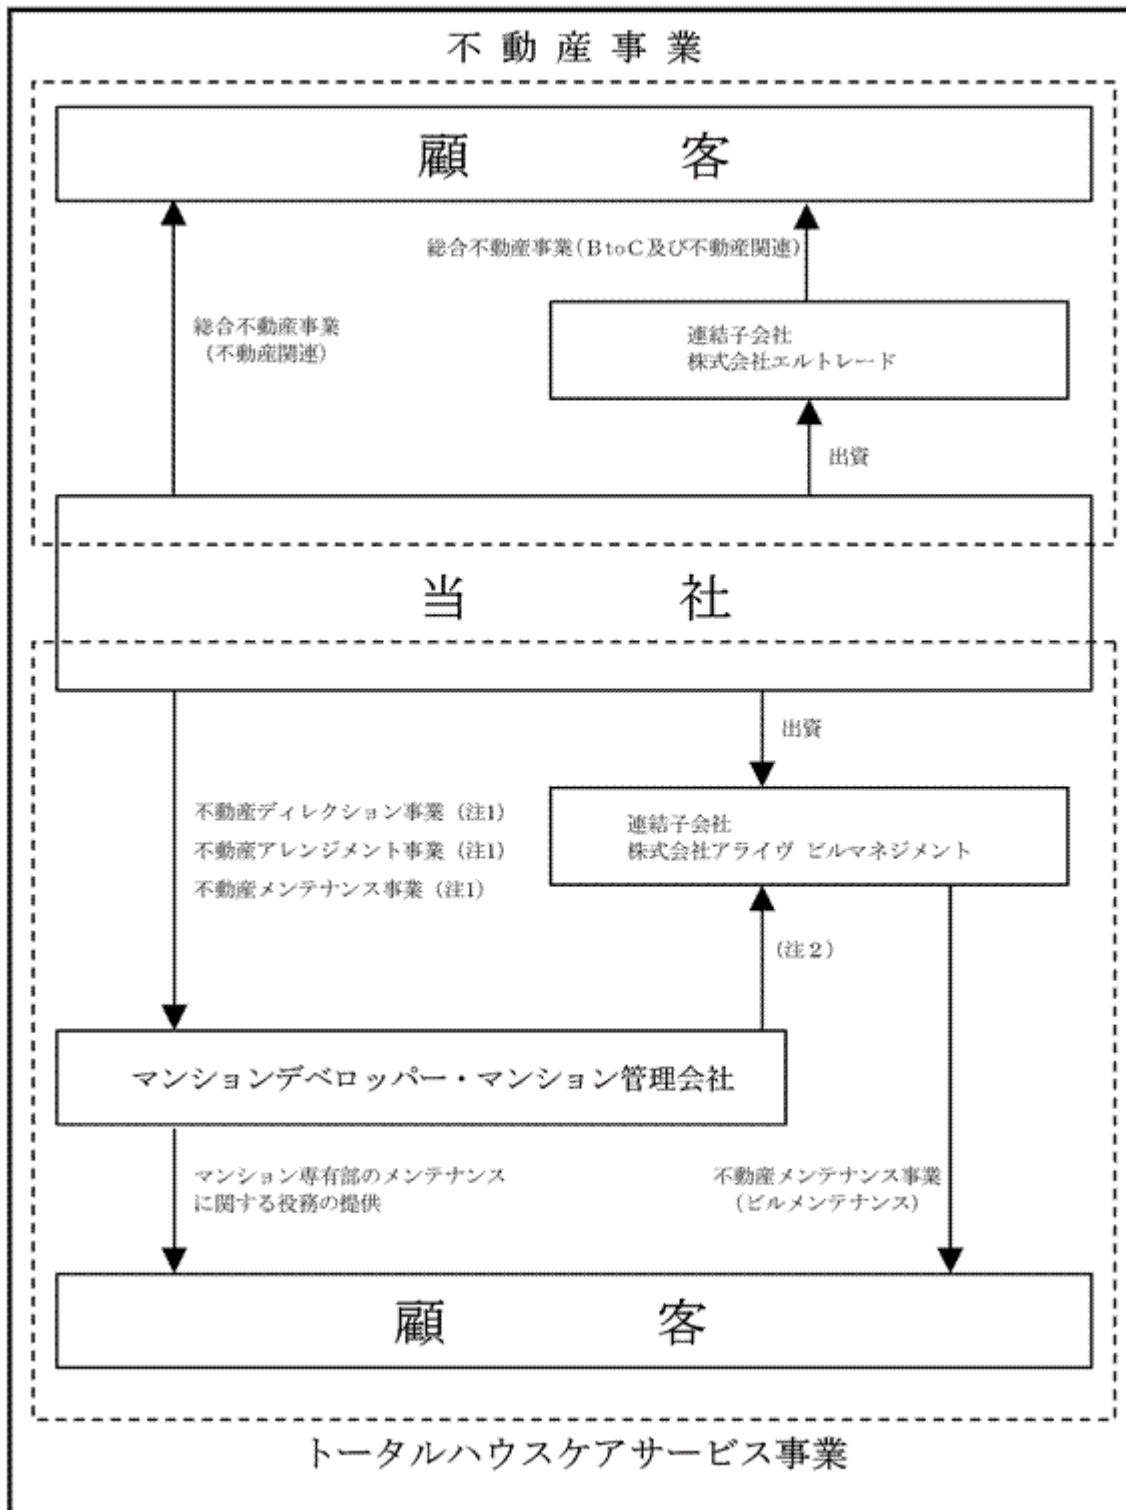 不動産事業
顧客
総合不動産事業(BtoC及び不動産関連)
総合不動産事業
(不動産関連)
連結子会社
株式会社エルトレード
出資
当社
出資
不動産ディレクション事業(注1)
不動産アレンジメント事業(注1)
不動産メンテナンス事業(注1)
連結子会社
株式会社アライヴ ビルマネジメント
(注2)
マンションデベロッパー・マンション管理会社
マンション専有部のメンテナンス
に関する役務の提供
不動産メンテナンス事業
(ビルメンテナンス)
顧客
トータルハウスケアサービス事業